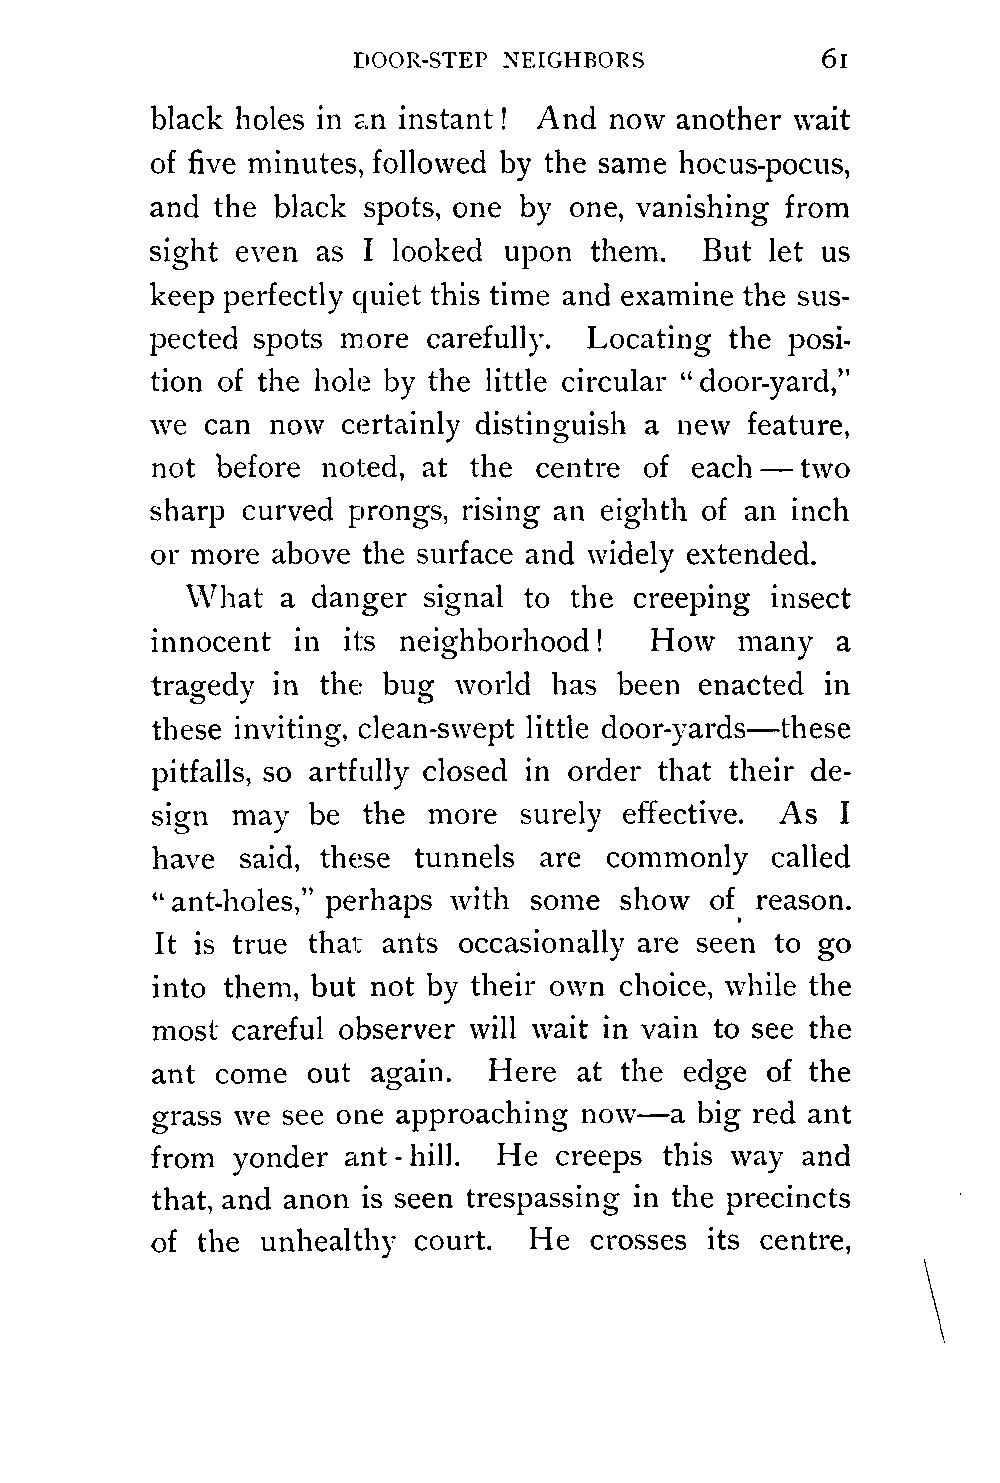 DOOR-STEP NEIGHBORS 61
black holes in an instant! And now another wait
of five minutes, followed by the same hocus-pocus,
and the black spots, one by one, vanishing from
sight even as I looked upon them. But let us
keep perfectly quiet this time and examine the sus-
pected spots more carefully. Locating the posi-
tion of the hole by the little circular “door-yard,”
we can now certainly distinguish a new feature,
not before noted, at the centre of each—two
sharp curved prongs, rising an eighth of an inch
or more above the surface and widely extended.
What a danger signal to the creeping insect
innocent in its neighborhood! How many a
tragedy in the bug world has been enacted in
these inviting, clean-swept little door-yards—these
pitfalls, so artfully closed in order that their de-
sign may be the more surely effective. As I
have said, these tunnels are commonly called
“ant-holes,” perhaps with some show of reason.
It is true that ants occasionally are seen to go
into them, but not by their own choice, while the
most careful observer will wait in vain to see the
ant come out again. Here at the edge of the
grass we see one approaching now—a big red ant
from yonder ant-hill. He creeps this way and
that, and anon is seen trespassing in the precincts
of the unhealthy court. He crosses its centre,